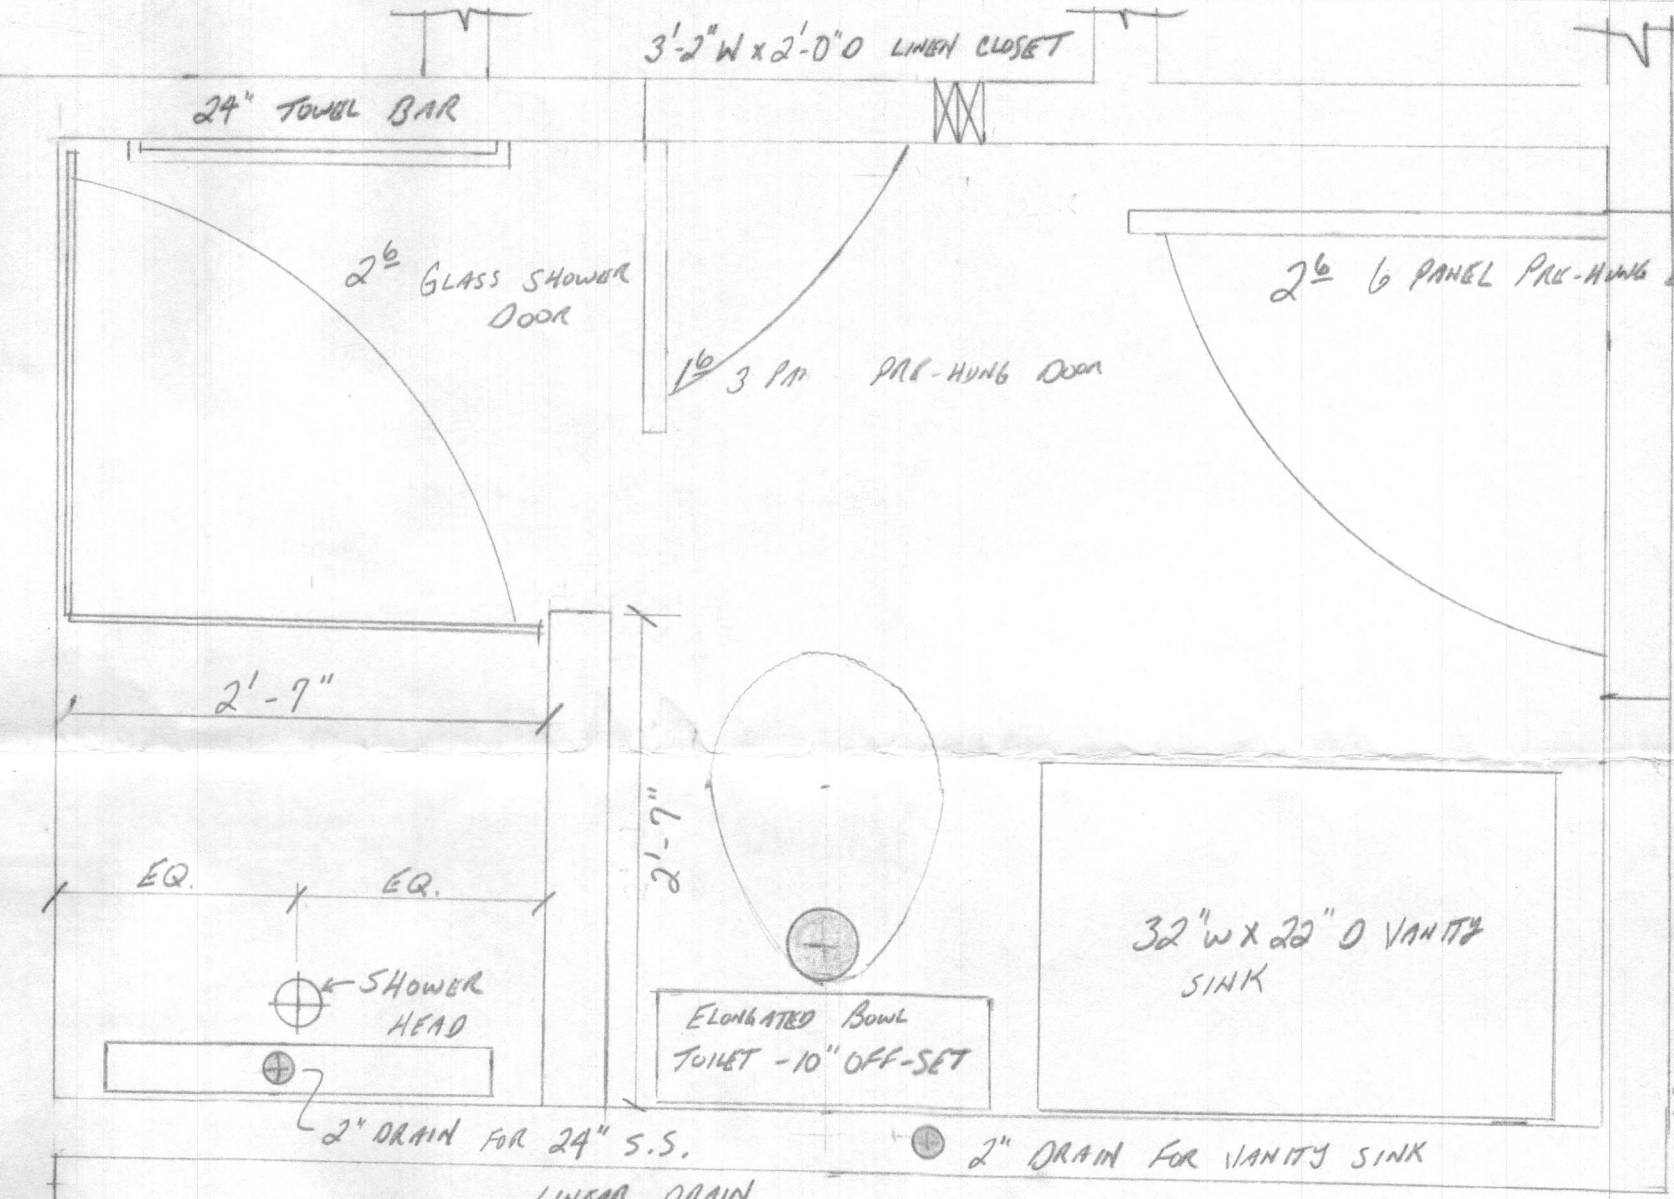 3'-2"W x 2'-0"D LINEN CLOSET
24" TOWEL BAR
2⁶ GLASS SHOWER
DOOR
2⁶ 6 PANEL PRE-HUNG
1⁶ 3 PA PRE-HUNG DOOR
2'-7"
2'-7"
EQ. EQ.
SHOWER
HEAD
32"W X 22" D VANITY
SINK
ELONGATED BOWL
TOILET -10" OFF-SET
2" DRAIN FOR 24" S.S.
LINEAR DRAIN
2" DRAIN FOR VANITY SINK